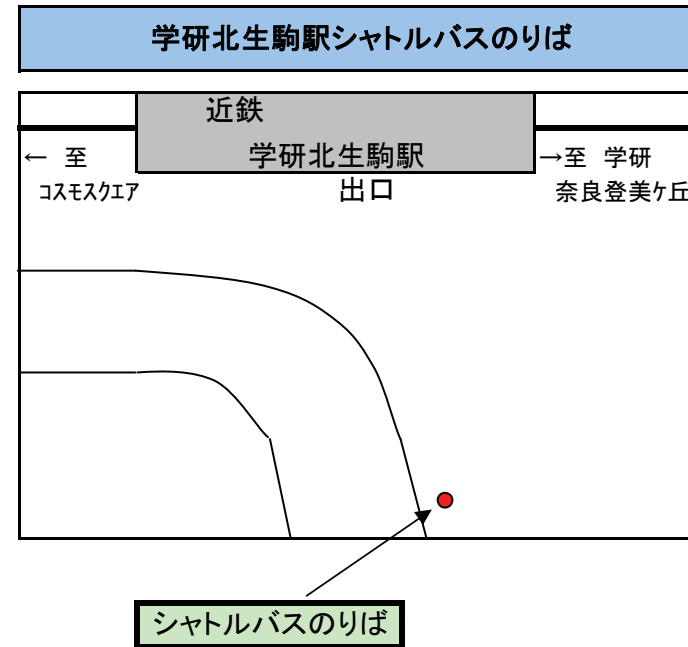 学研北生駒駅シャトルバスのりば
近鉄
学研北生駒駅
← 至
コスモスクエア
出口
→至 学研
奈良登美ケ丘
シャトルバスのりば